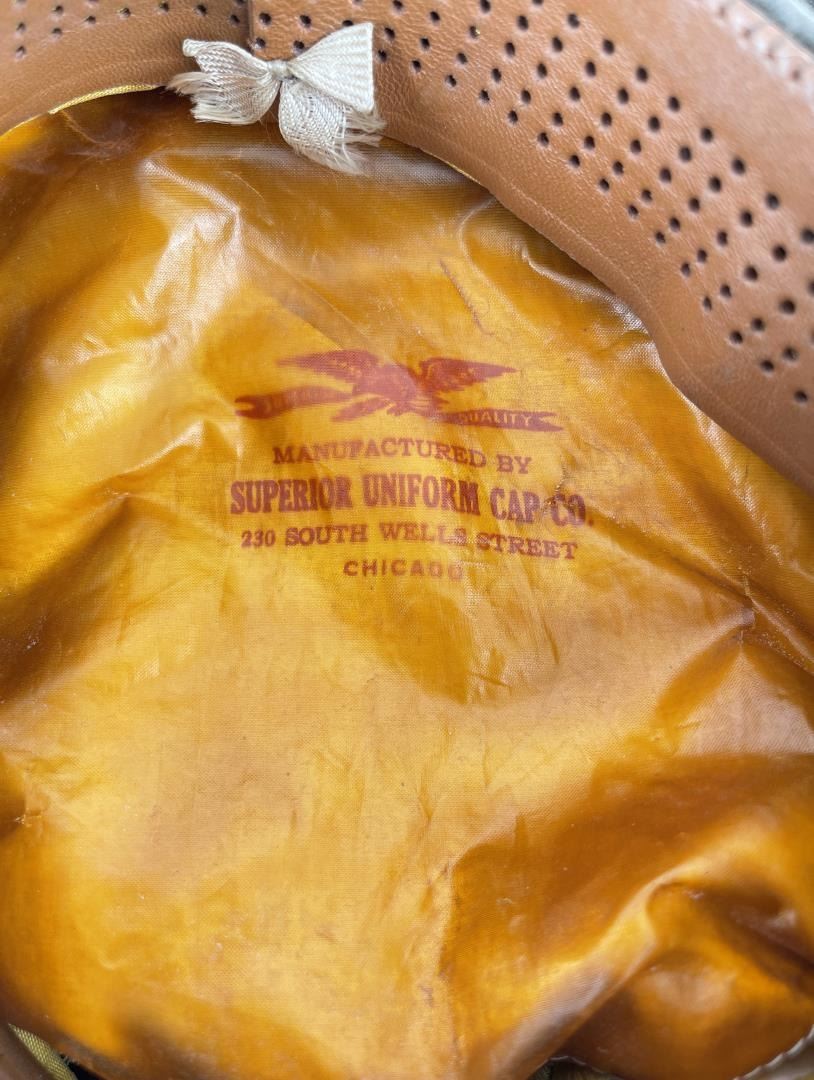 QUALITY
MANUFACTURED BY
SUPERIOR UNIFORM CAP CO.
230 SOUTH WELLS STREET
CHICAGO